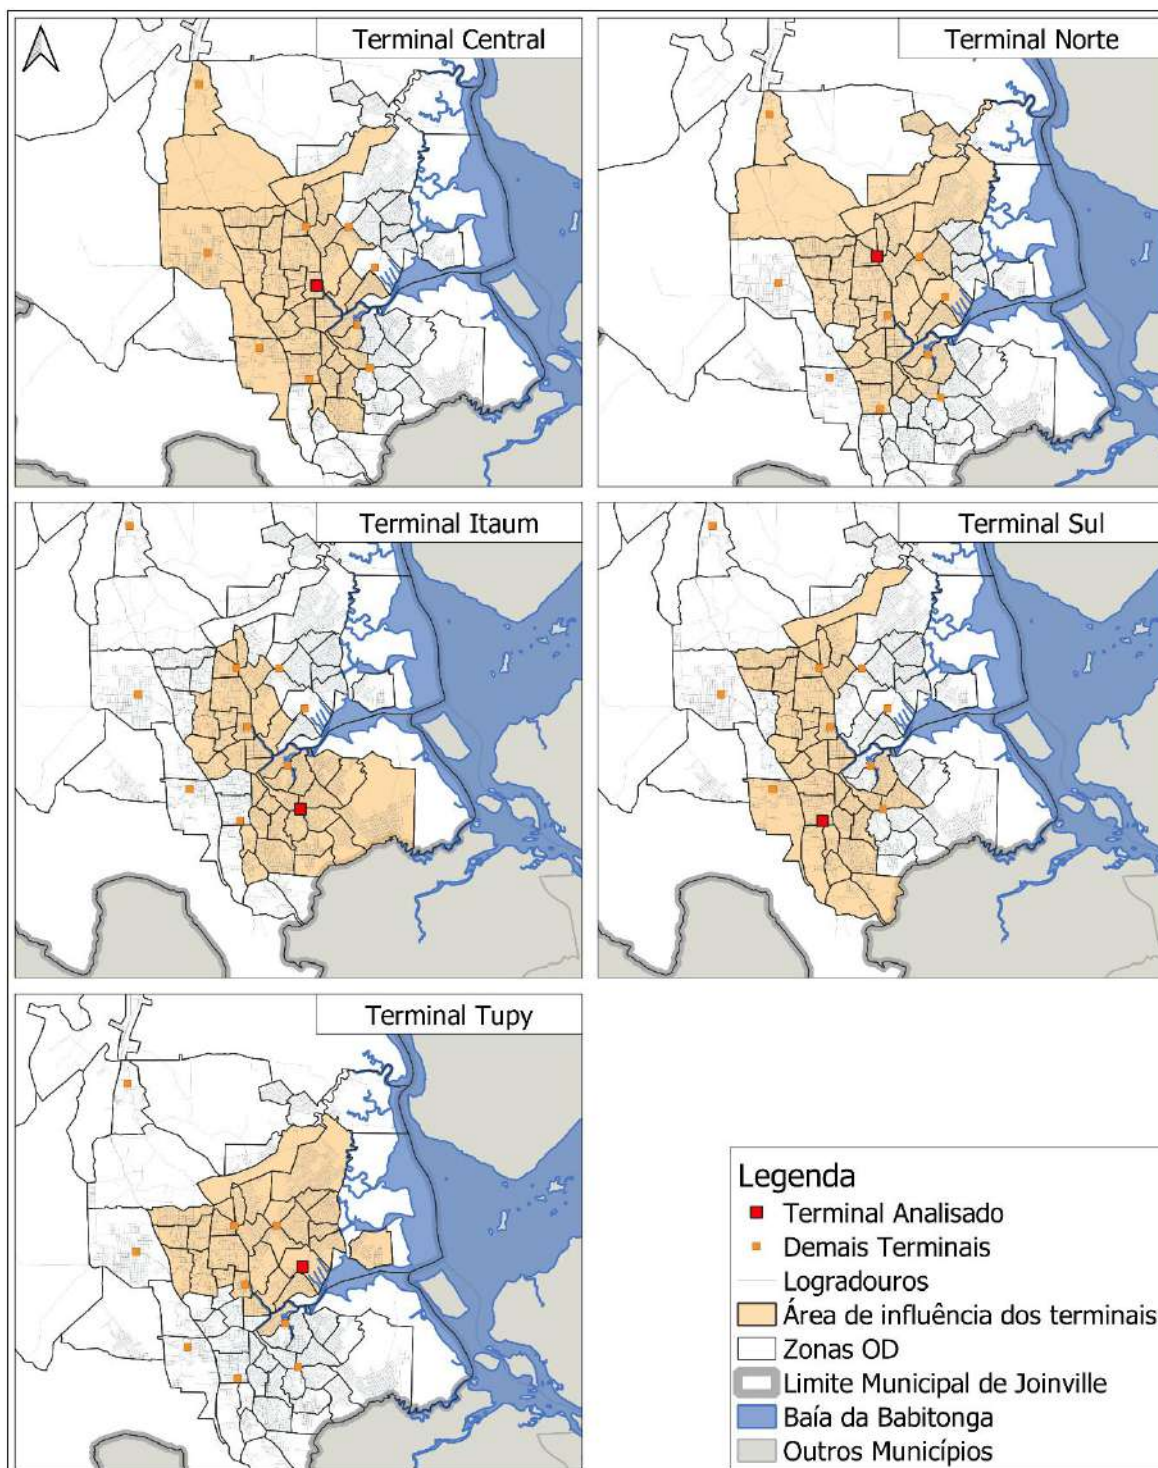 Terminal Central
Terminal Norte
Terminal Itaum
Terminal Sul
Terminal Tupy
Legenda
Terminal Analisado
Demais Terminais
Logradouros
Área de influência dos terminais
Zonas OD
Limite Municipal de Joinville
Baía da Babitonga
Outros Municípios